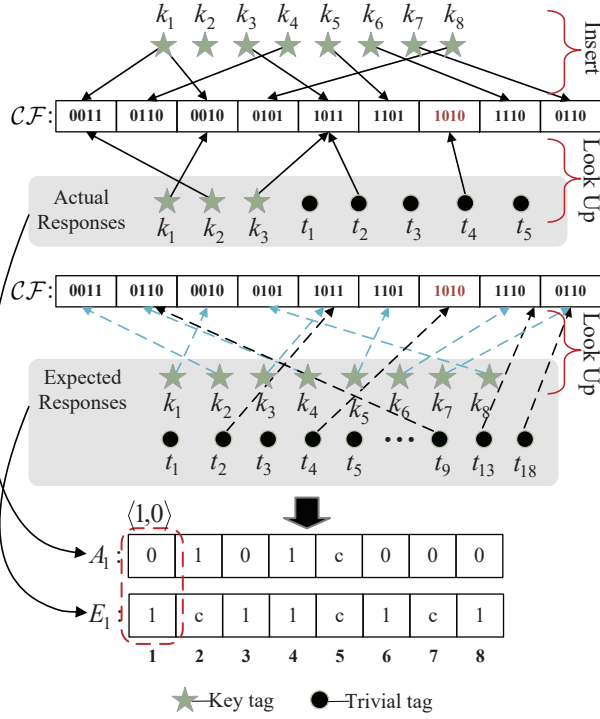 k1 k2 k3 k4 k5 k6 k7 k8
Insert
CF: 0011 0110 0010 0101 1011 1101 1010 1110 0110
Look Up
Actual Responses
k1 k2 k3 t1 t2 t3 t4 t5
CF: 0011 0110 0010 0101 1011 1101 1010 1110 0110
Look Up
Expected Responses
k1 k2 k3 k4 k5 k6 k7 k8
t1 t2 t3 t4 t5 ••• t9 t13 t18
⟨1,0⟩
A1: 0 1 0 1 c 0 0 0
E1: 1 c 1 1 c 1 c 1
1 2 3 4 5 6 7 8
Key tag Trivial tag